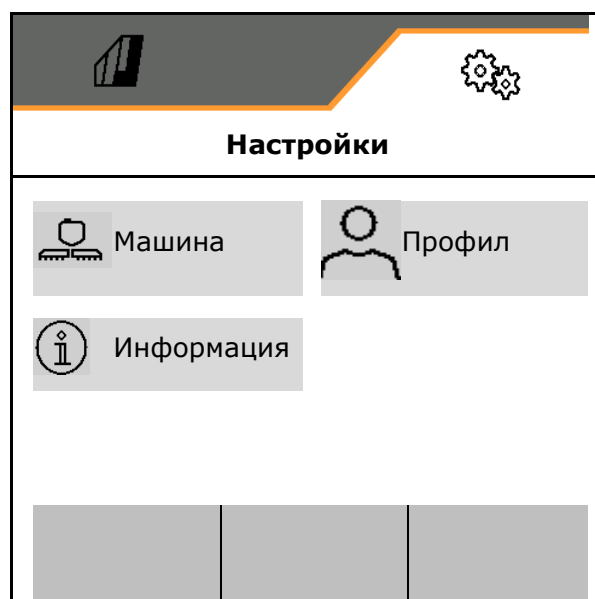 Настройки
Машина
Профил
Информация